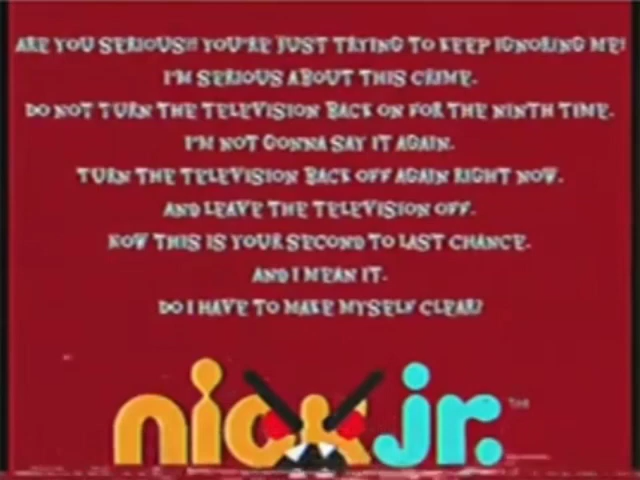 ARE YOU SERIOUS!! YOU'RE JUST TRYING TO KEEP IGNORING ME!
I'M SERIOUS ABOUT THIS CRIME.
DO NOT TURN THE TELEVISION BACK ON FOR THE NINTH TIME.
I'M NOT GONNA SAY IT AGAIN.
TURN THE TELEVISION BACK OFF AGAIN RIGHT NOW.
AND LEAVE THE TELEVISION OFF.
NOW THIS IS YOUR SECOND TO LAST CHANCE.
AND I MEAN IT.
DO I HAVE TO MAKE MYSELF CLEAR?
nick jr. TM